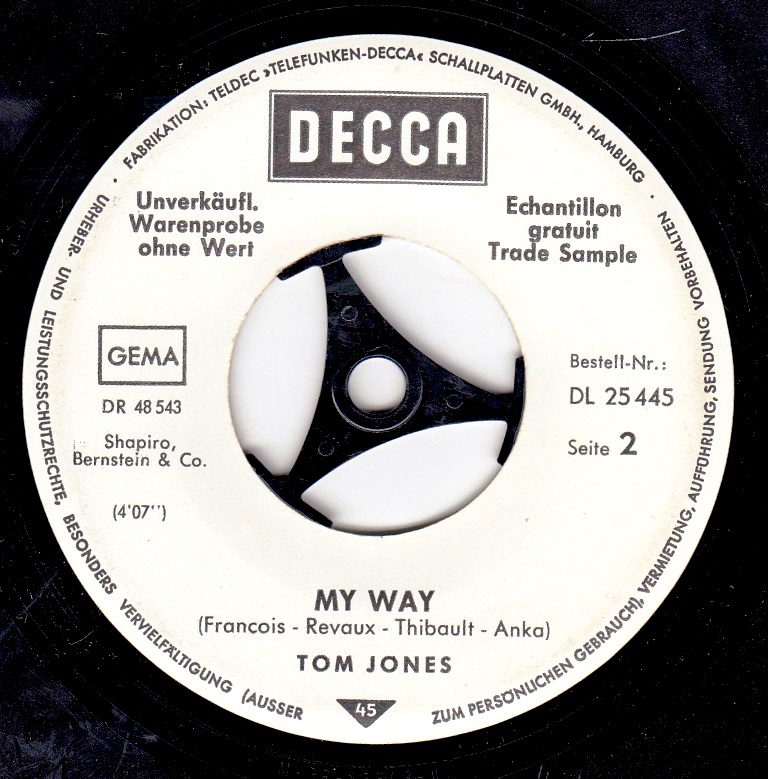 · FABRIKATION: TELDEC »TELEFUNKEN-DECCA« SCHALLPLATTEN GMBH., HAMBURG ·
DECCA
Unverkäufl.
Warenprobe
ohne Wert
Echantillon
gratuit
Trade Sample
GEMA
DR 48 543
Shapiro,
Bernstein & Co.
(4'07'')
Bestell-Nr.:
DL 25 445
Seite 2
MY WAY
(Francois - Revaux - Thibault - Anka)
TOM JONES
45
URHEBER- UND LEISTUNGSSCHUTZRECHTE, BESONDERS VERVIELFÄLTIGUNG (AUSSER ZUM PERSÖNLICHEN GEBRAUCH), VERMIETUNG, AUFFÜHRUNG, SENDUNG VORBEHALTEN